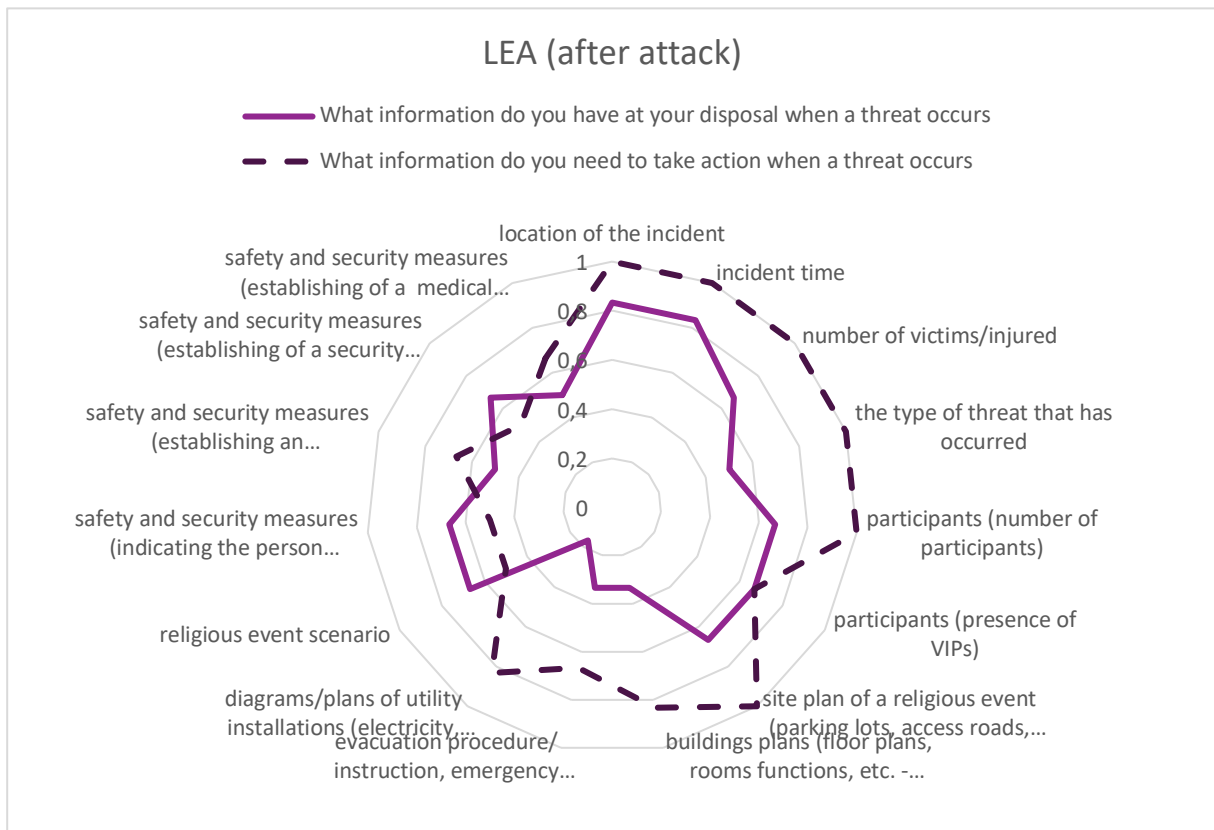 LEA (after attack)
What information do you have at your disposal when a threat occurs
What information do you need to take action when a threat occurs
location of the incident
incident time
number of victims/injured
the type of threat that has
occurred
participants (number of
participants)
participants (presence of
VIPs)
site plan of a religious event
(parking lots, access roads,...
buildings plans (floor plans,
rooms functions, etc. -...
evacuation procedure/
instruction, emergency...
diagrams/plans of utility
installations (electricity,...
religious event scenario
safety and security measures
(indicating the person...
safety and security measures
(establishing an...
safety and security measures
(establishing of a security...
safety and security measures
(establishing of a  medical...
1
0,8
0,6
0,4
0,2
0